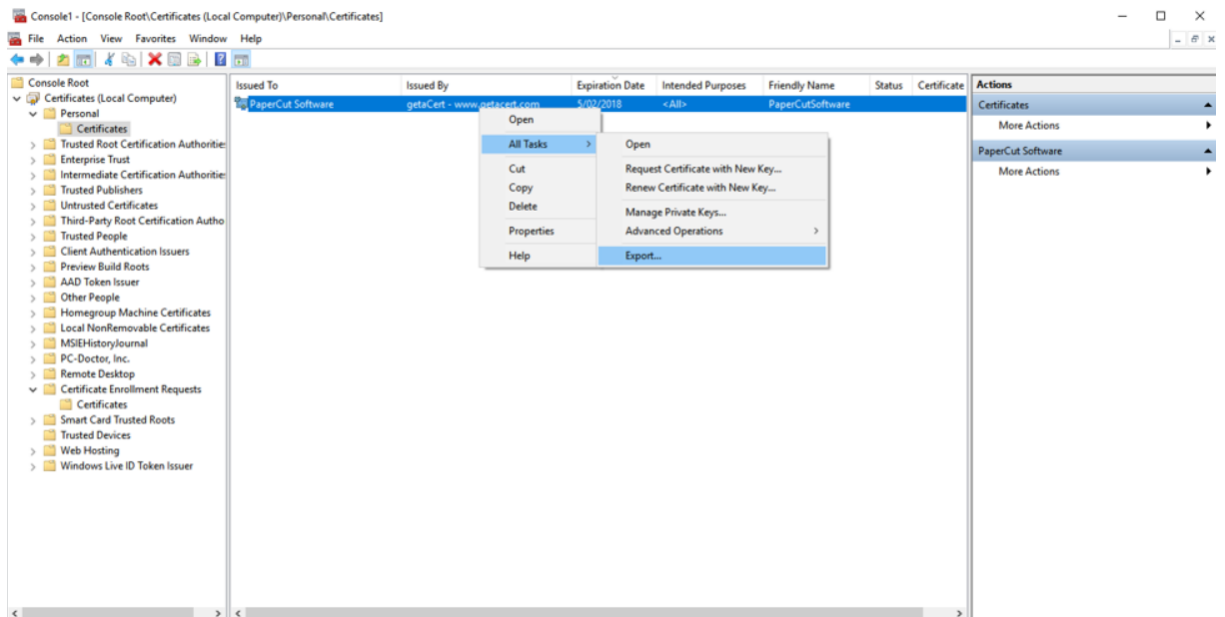 Console1 - [Console Root\Certificates (Local Computer)\Personal\Certificates]
File Action View Favorites Window Help
Console Root
Certificates (Local Computer)
Personal
Certificates
Trusted Root Certification Authoritie
Enterprise Trust
Intermediate Certification Authoritie
Trusted Publishers
Untrusted Certificates
Third-Party Root Certification Autho
Trusted People
Client Authentication Issuers
Preview Build Roots
AAD Token Issuer
Other People
Homegroup Machine Certificates
Local NonRemovable Certificates
MSIEHistoryJournal
PC-Doctor, Inc.
Remote Desktop
Certificate Enrollment Requests
Certificates
Smart Card Trusted Roots
Trusted Devices
Web Hosting
Windows Live ID Token Issuer
Issued To Issued By Expiration Date Intended Purposes Friendly Name Status Certificate
PaperCut Software getaCert - www.getacert.com 5/02/2018 <All> PaperCutSoftware
Open
All Tasks
Cut
Copy
Delete
Properties
Help
Open
Request Certificate with New Key...
Renew Certificate with New Key...
Manage Private Keys...
Advanced Operations
Export...
Actions
Certificates
More Actions
PaperCut Software
More Actions